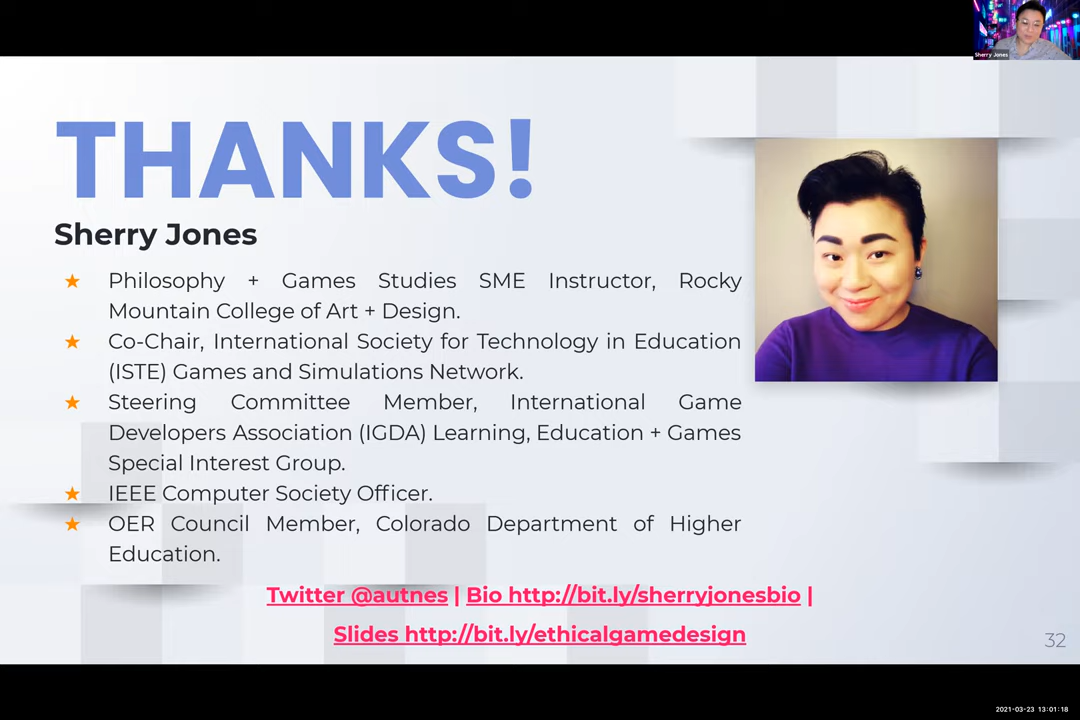 Sherry Jones
THANKS!
Sherry Jones
★ Philosophy + Games Studies SME Instructor, Rocky
Mountain College of Art + Design.
★ Co-Chair, International Society for Technology in Education
(ISTE) Games and Simulations Network.
★ Steering Committee Member, International Game
Developers Association (IGDA) Learning, Education + Games
Special Interest Group.
★ IEEE Computer Society Officer.
★ OER Council Member, Colorado Department of Higher
Education.
Twitter @autnes | Bio http://bit.ly/sherryjonesbio |
Slides http://bit.ly/ethicalgamedesign
32
2021-03-23 13:01:18